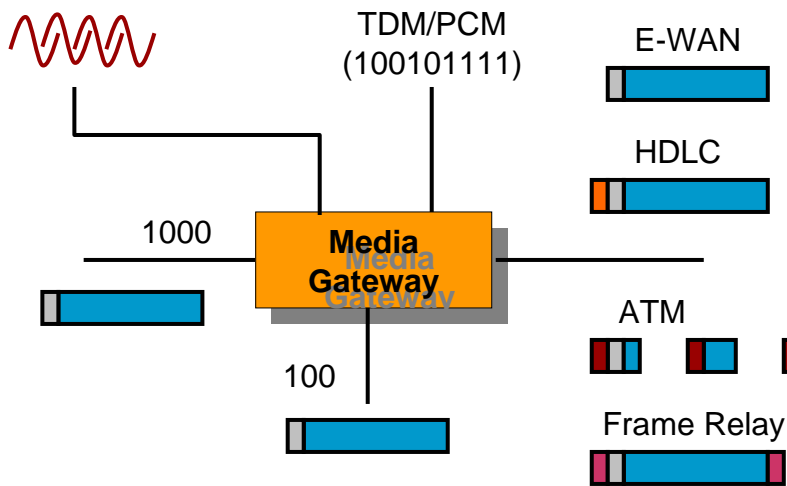 TDM/PCM
(100101111)
E-WAN
HDLC
1000
Media
Gateway
ATM
100
Frame Relay